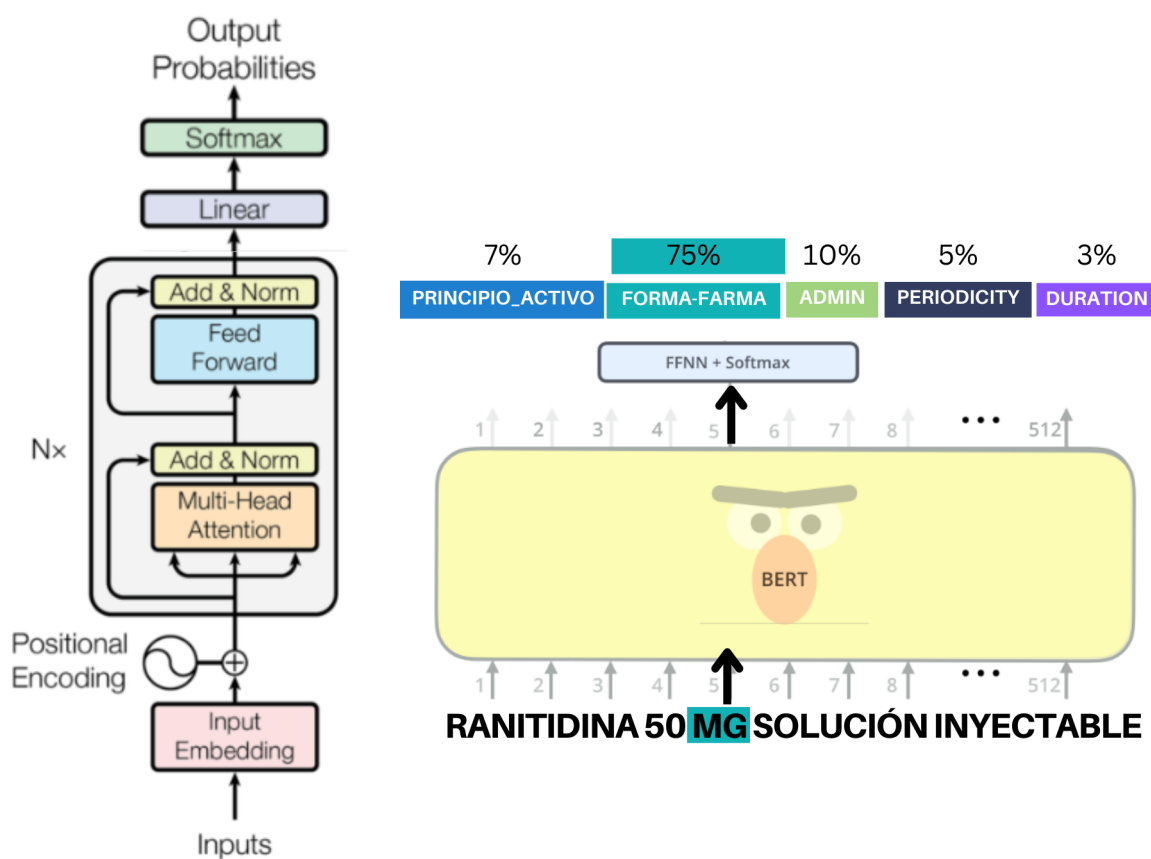 Output
Probabilities
Softmax
Linear
Add & Norm
Feed
Forward
Nx
Add & Norm
Multi-Head
Attention
Positional
Encoding
Input
Embedding
Inputs
7% 75% 10% 5% 3%
PRINCIPIO_ACTIVO FORMA-FARMA ADMIN PERIODICITY DURATION
FFNN + Softmax
1 2 3 4 5 6 7 8 ••• 512
BERT
1 2 3 4 5 6 7 8 ••• 512
RANITIDINA 50 MG SOLUCIÓN INYECTABLE